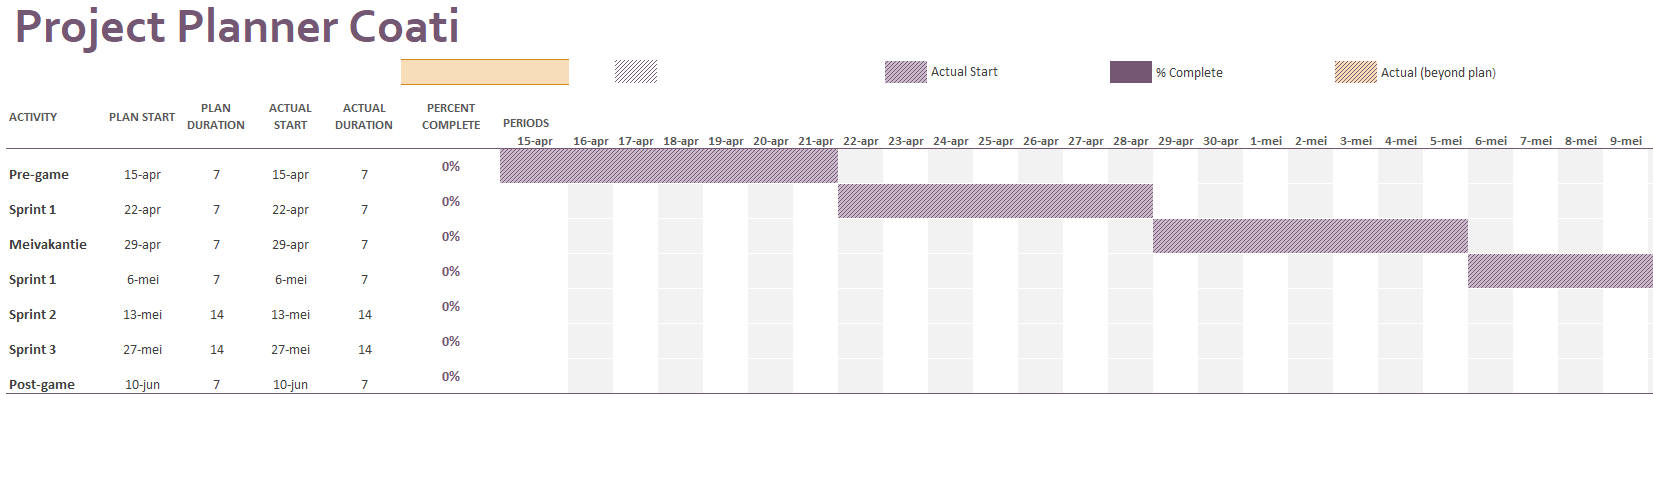 Project Planner Coati
Actual Start % Complete Actual (beyond plan)
ACTIVITY PLAN START PLAN DURATION ACTUAL START ACTUAL DURATION PERCENT COMPLETE PERIODS
15-apr 16-apr 17-apr 18-apr 19-apr 20-apr 21-apr 22-apr 23-apr 24-apr 25-apr 26-apr 27-apr 28-apr 29-apr 30-apr 1-mei 2-mei 3-mei 4-mei 5-mei 6-mei 7-mei 8-mei 9-mei
Pre-game 15-apr 7 15-apr 7 0%
Sprint 1 22-apr 7 22-apr 7 0%
Meivakantie 29-apr 7 29-apr 7 0%
Sprint 1 6-mei 7 6-mei 7 0%
Sprint 2 13-mei 14 13-mei 14 0%
Sprint 3 27-mei 14 27-mei 14 0%
Post-game 10-jun 7 10-jun 7 0%